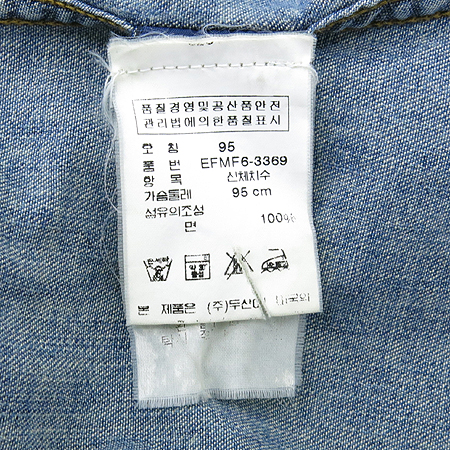 품질경영및공산품안전
관리법에의한품질표시
호 칭 95
품 번 EFMF6-3369
항 목 신체치수
가슴둘레 95 cm
섬유의조성
면 100%
본 제품은 (주)두산이